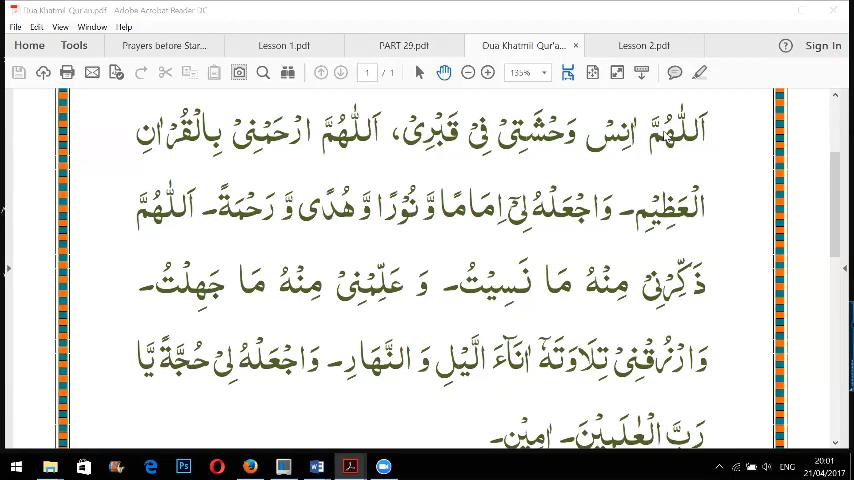 Dua Khatmil Qur'an.pdf - Adobe Acrobat Reader DC
File Edit View Window Help
Home Tools Prayers before Star... Lesson 1.pdf PART 29.pdf Dua Khatmil Qur'a... × Lesson 2.pdf Sign In
1 / 1 135%
اَللّٰهُمَّ اٰنِسْ وَحْشَتِیْ فِیْ قَبْرِیْ، اَللّٰهُمَّ ارْحَمْنِیْ بِالْقُرْاٰنِ
الْعَظِیْمِ۔ وَاجْعَلْهُ لِیْٓ اِمَامًا وَّ نُوْرًا وَّ هُدًی وَّ رَحْمَةً۔ اَللّٰهُمَّ
ذَكِّرْنِیْ مِنْهُ مَا نَسِیْتُ۔ وَ عَلِّمْنِیْ مِنْهُ مَا جَهِلْتُ۔
وَارْزُقْنِیْ تِلَاوَتَهٗٓ اٰنَآءَ الَّیْلِ وَ النَّهَارِ۔ وَاجْعَلْهُ لِیْ حُجَّةً یَّا
رَبَّ الْعٰلَمِیْنَ۔ اٰمِیْن۔
ENG 20:01
21/04/2017